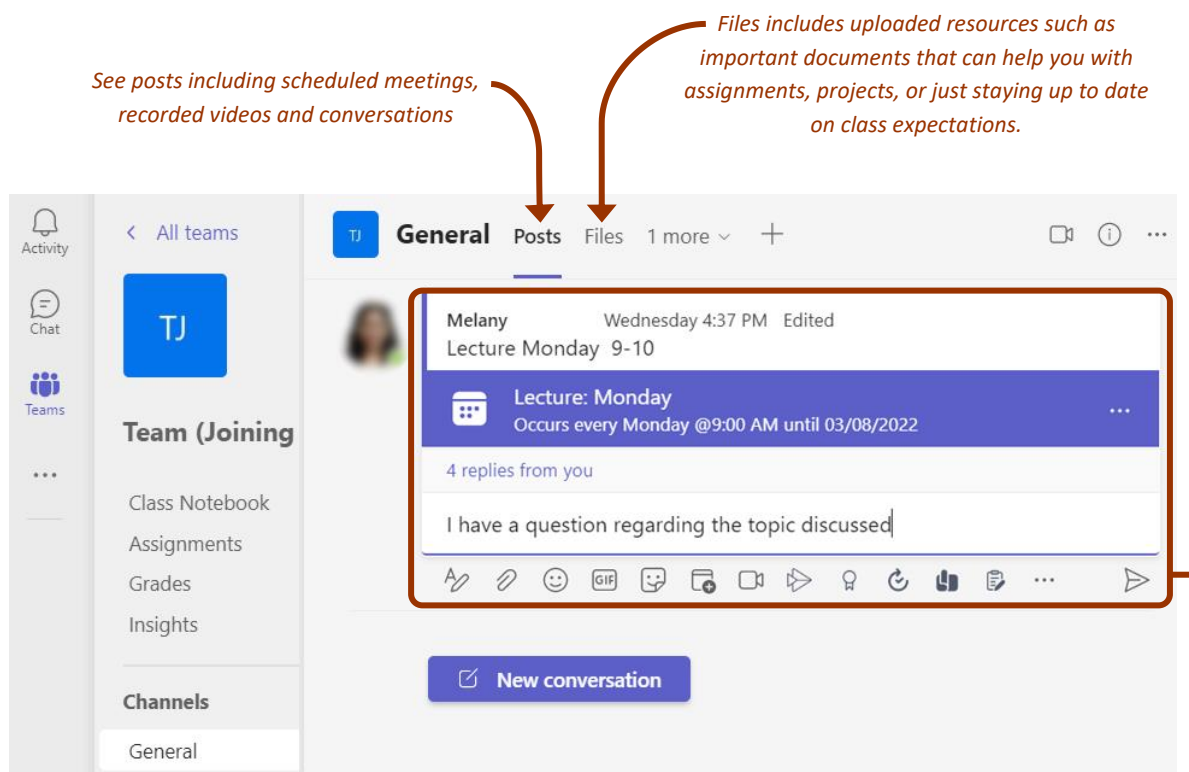 Files includes uploaded resources such as
important documents that can help you with
assignments, projects, or just staying up to date
on class expectations.
See posts including scheduled meetings,
recorded videos and conversations
Activity
Chat
Teams
All teams
TJ
Team (Joining
Class Notebook
Assignments
Grades
Insights
Channels
General
TJ General Posts Files 1 more
Melany Wednesday 4:37 PM Edited
Lecture Monday 9-10
Lecture: Monday
Occurs every Monday @9:00 AM until 03/08/2022
4 replies from you
I have a question regarding the topic discussed
GIF
New conversation